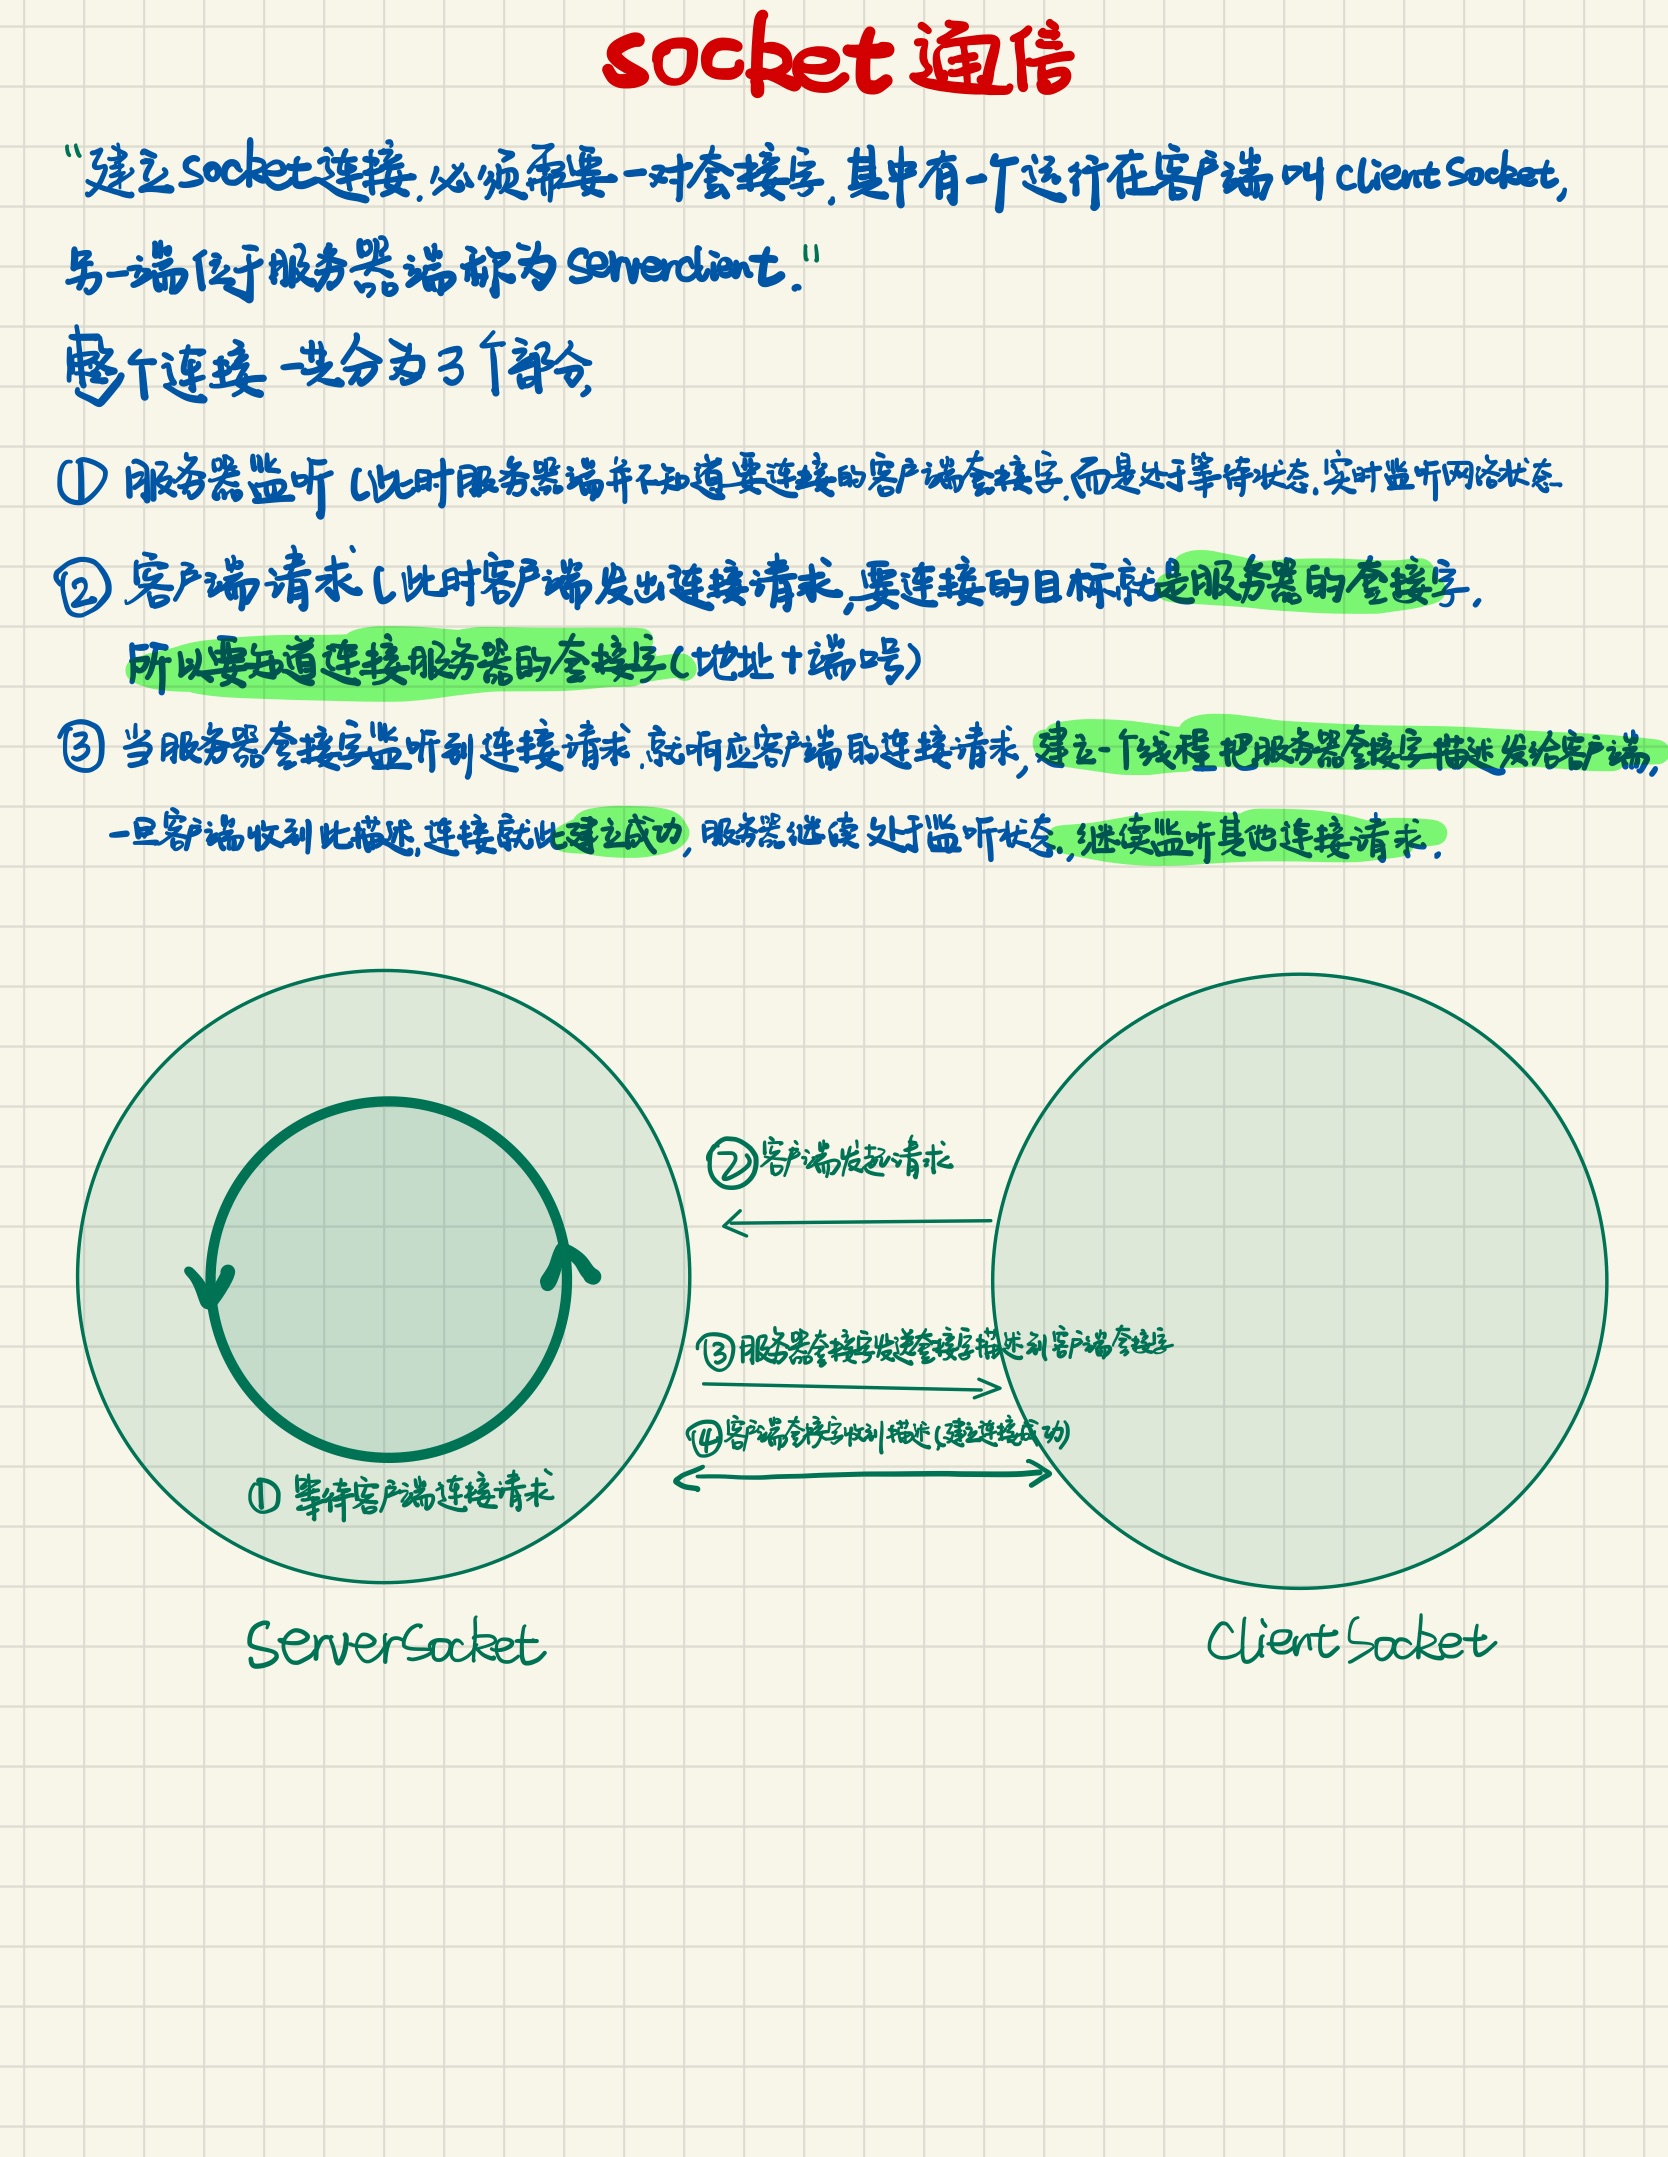 socket通信
"建立socket连接,必须需要一对套接字,其中有一个运行在客户端叫clientSocket,
另一端位于服务器端称为Serverclient."
整个连接一共分为3个部分,
① 服务器监听(此时服务器端并不知道要连接的客户端套接字,而是处于等待状态,实时监听网络状态
② 客户端请求(此时客户端发出连接请求,要连接的目标就是服务器的套接字,
所以要知道连接服务器的套接字(地址+端口号)
③ 当服务器套接字监听到连接请求,就响应客户端的连接请求,建立一个线程把服务器套接字描述发给客户端,
一旦客户端收到此描述,连接就此建立成功,服务器继续处于监听状态,继续监听其他连接请求.
②客户端发起请求
③服务器套接字发送套接字描述到客户端套接字
④客户端套接字收到描述(建立连接成功)
① 等待客户端连接请求
ServerSocket
ClientSocket